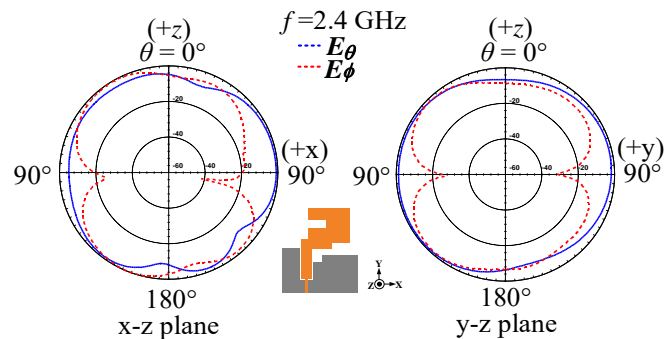 f=2.4 GHz
Eθ
Eϕ
(+z)
θ = 0°
-20
-40
-60
-40
-20
(+x)
90°
90°
180°
x-z plane
(+z)
θ = 0°
-20
-40
-60
-40
-20
(+y)
90°
90°
180°
y-z plane
Y
Z
X